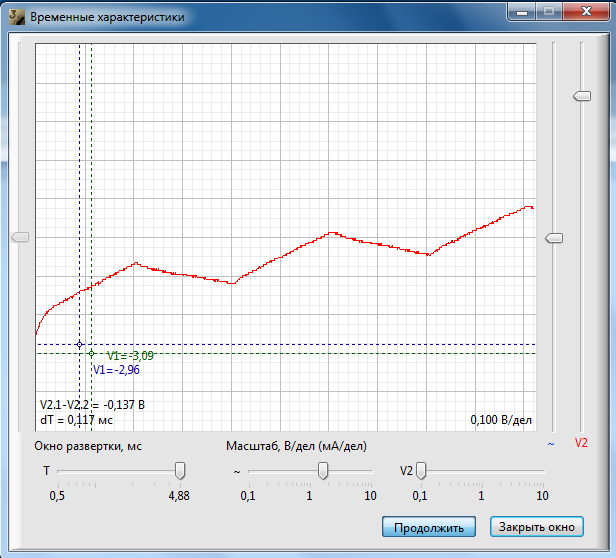 Временные характеристики
V1=-3,09
V1=-2,96
V2.1-V2.2 = -0,137 В
dT = 0,117 мс 0,100 В/дел
Окно развертки, мс Масштаб, В/дел (мА/дел) ~ V2
T ~ V2
0,5 4,88 0,1 1 10 0,1 1 10
Продолжить Закрыть окно